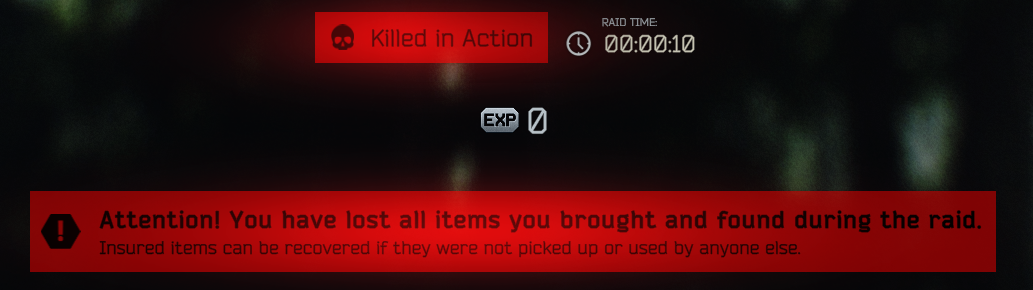 Killed in Action
RAID TIME:
00:00:10
EXP 0
Attention! You have lost all items you brought and found during the raid.
Insured items can be recovered if they were not picked up or used by anyone else.